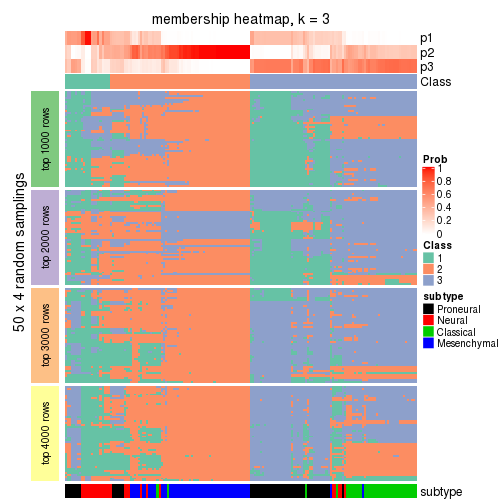 membership heatmap, k = 3
p1
p2
p3
Class
50 x 4 random samplings
top 1000 rows
top 2000 rows
top 3000 rows
top 4000 rows
Prob
1
0.8
0.6
0.4
0.2
0
Class
1
2
3
subtype
Proneural
Neural
Classical
Mesenchymal
subtype